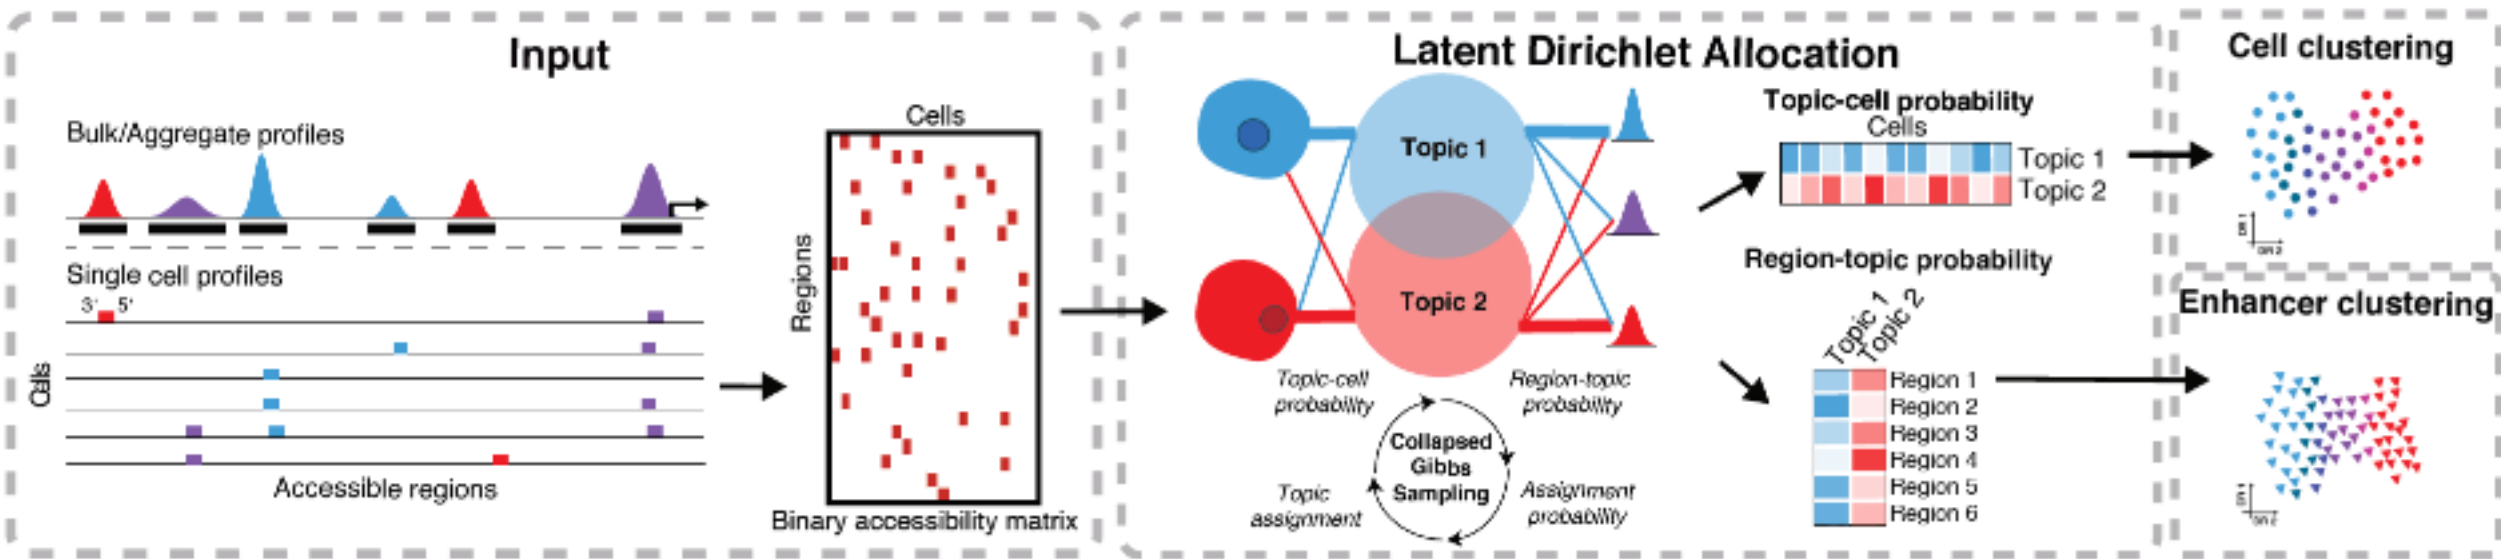 Input
Bulk/Aggregate profiles
Single cell profiles
3' 5'
Cells
Accessible regions
Cells
Regions
Binary accessibility matrix
Latent Dirichlet Allocation
Topic 1
Topic 2
Topic-cell
probability
Region-topic
probability
Collapsed
Gibbs
Sampling
Topic
assignment
Assignment
probability
Topic-cell probability
Cells
Topic 1
Topic 2
Region-topic probability
Topic 1
Topic 2
Region 1
Region 2
Region 3
Region 4
Region 5
Region 6
Cell clustering
Enhancer clustering